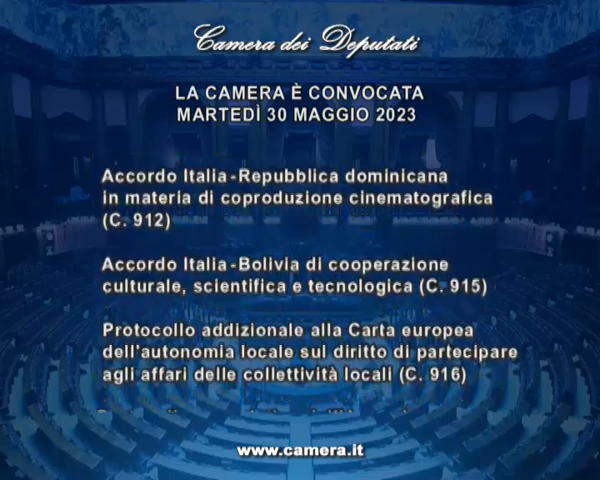 Camera dei Deputati
LA CAMERA È CONVOCATA
MARTEDÌ 30 MAGGIO 2023
Accordo Italia-Repubblica dominicana
in materia di coproduzione cinematografica
(C. 912)
Accordo Italia-Bolivia di cooperazione
culturale, scientifica e tecnologica (C. 915)
Protocollo addizionale alla Carta europea
dell'autonomia locale sul diritto di partecipare
agli affari delle collettività locali (C. 916)
www.camera.it